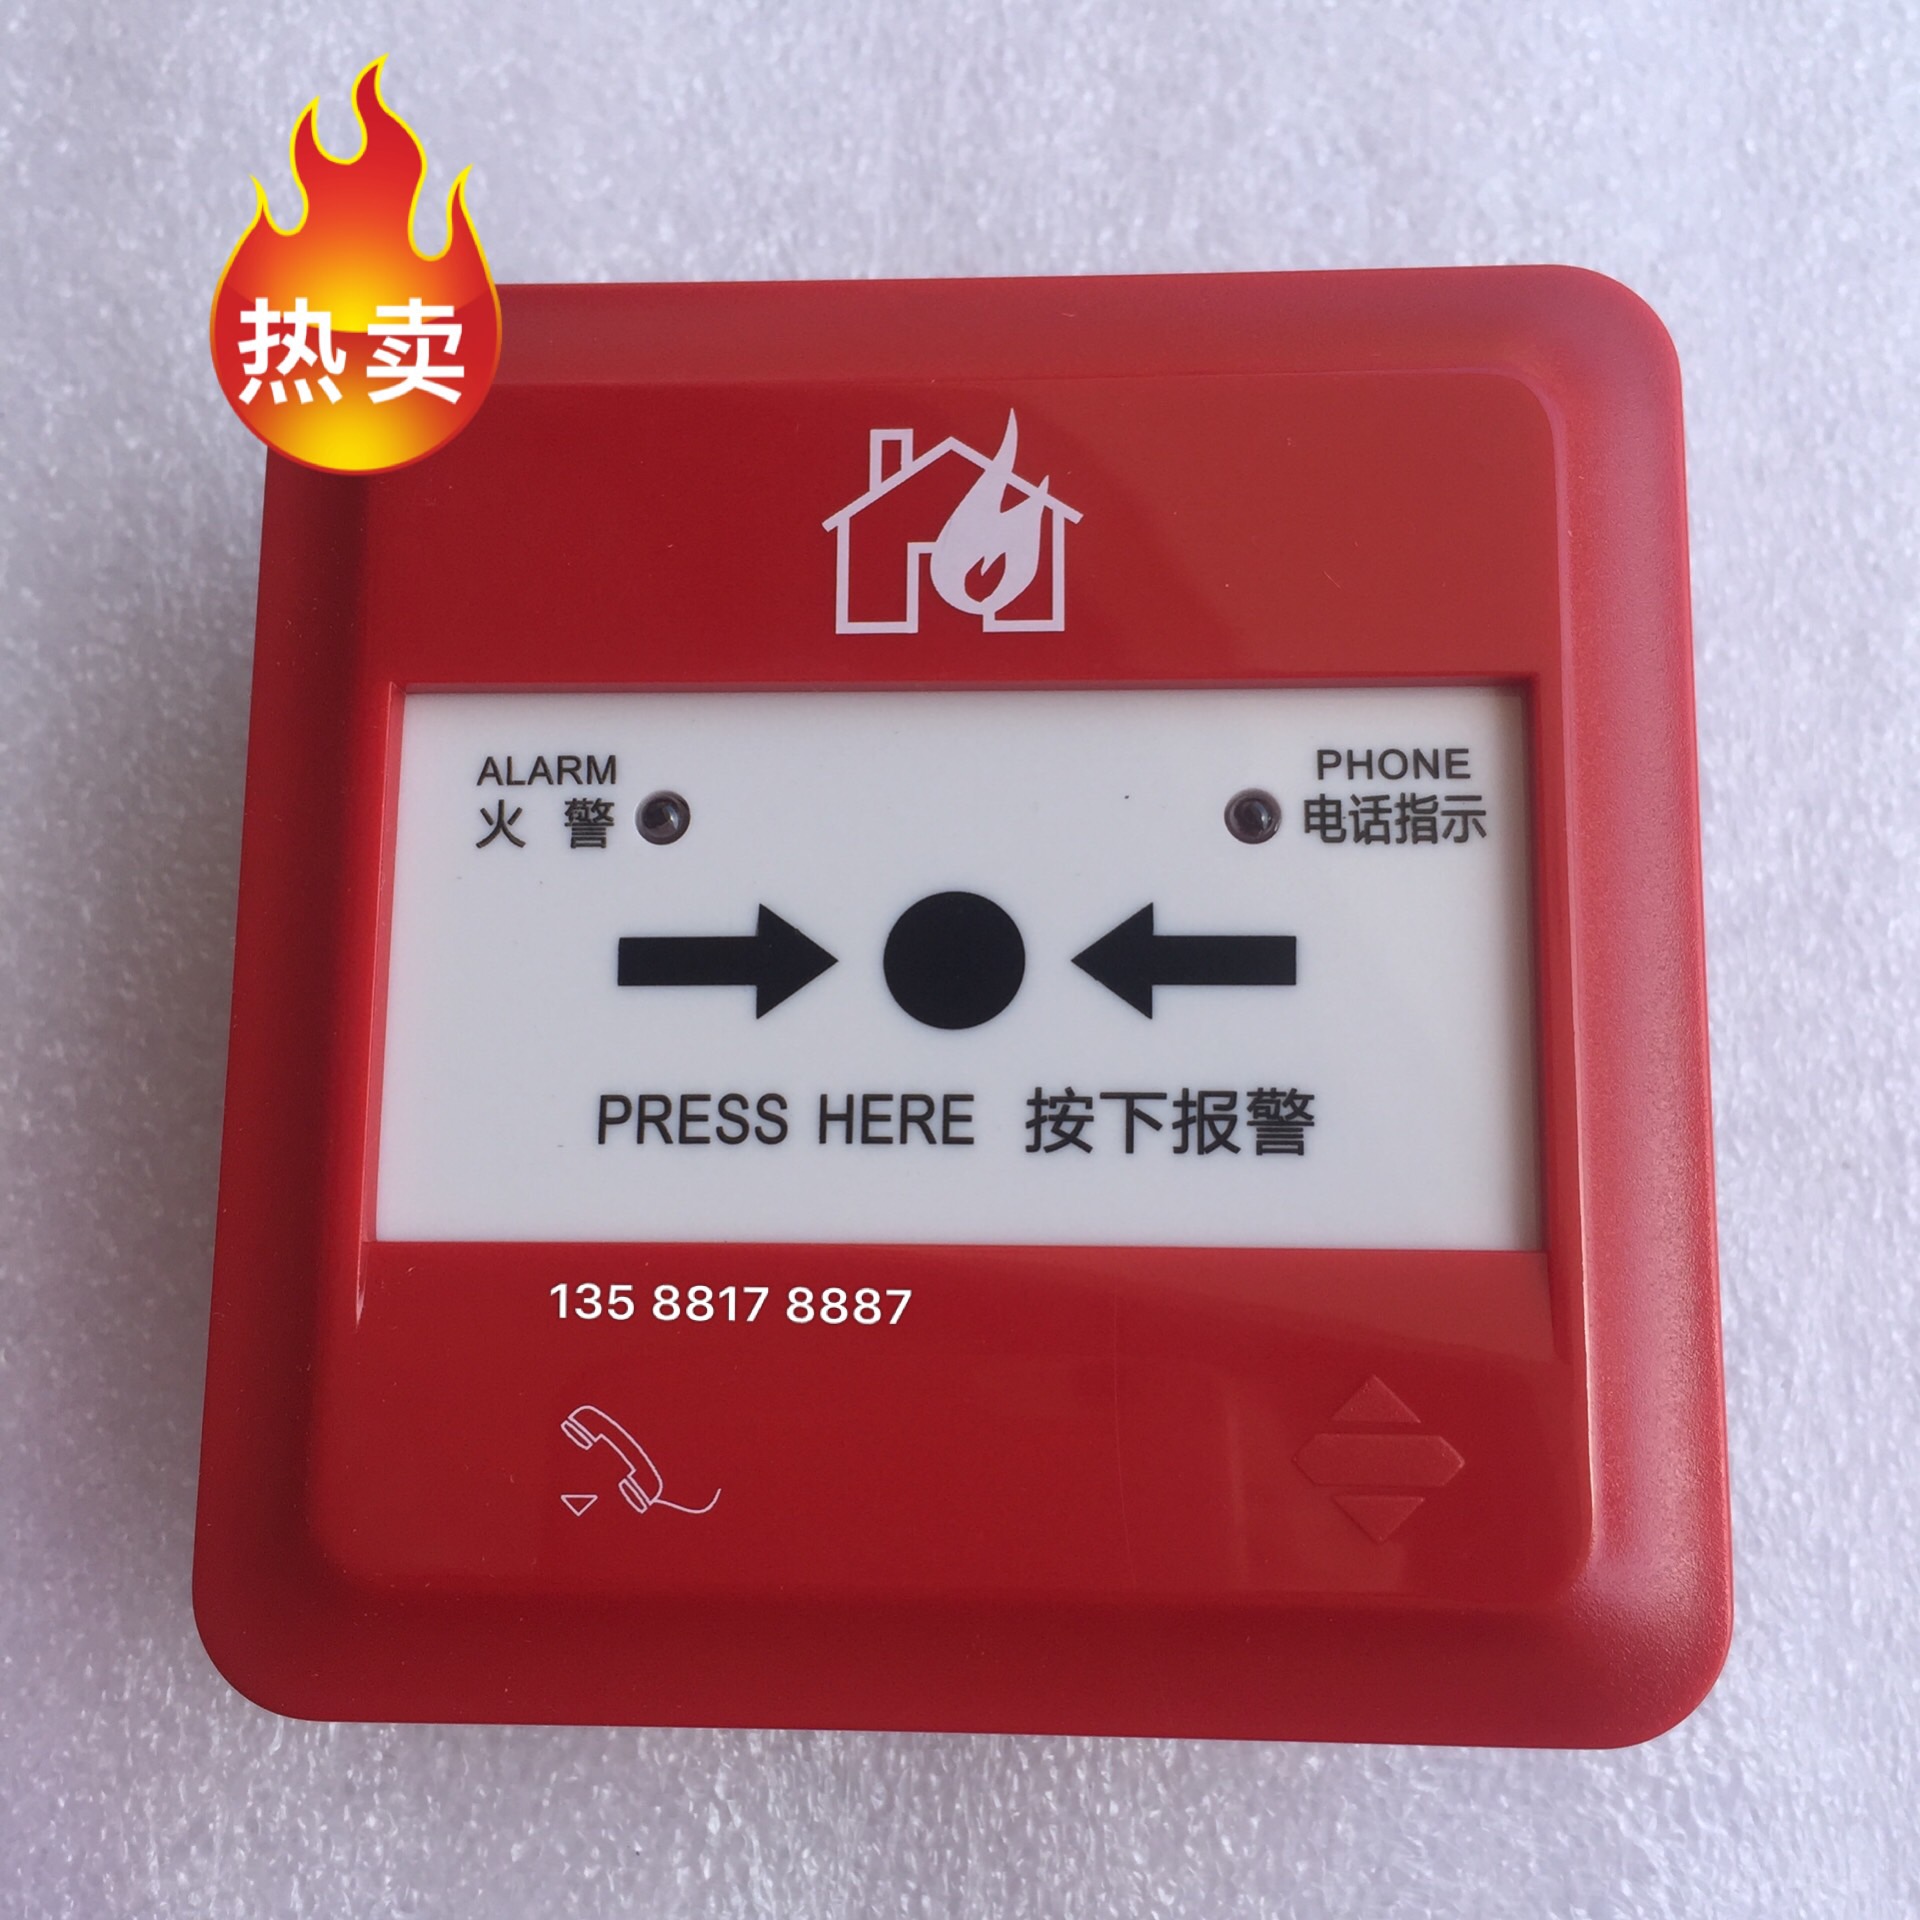 热卖
ALARM
火 警
PHONE
电话指示
PRESS HERE 按下报警
135 8817 8887